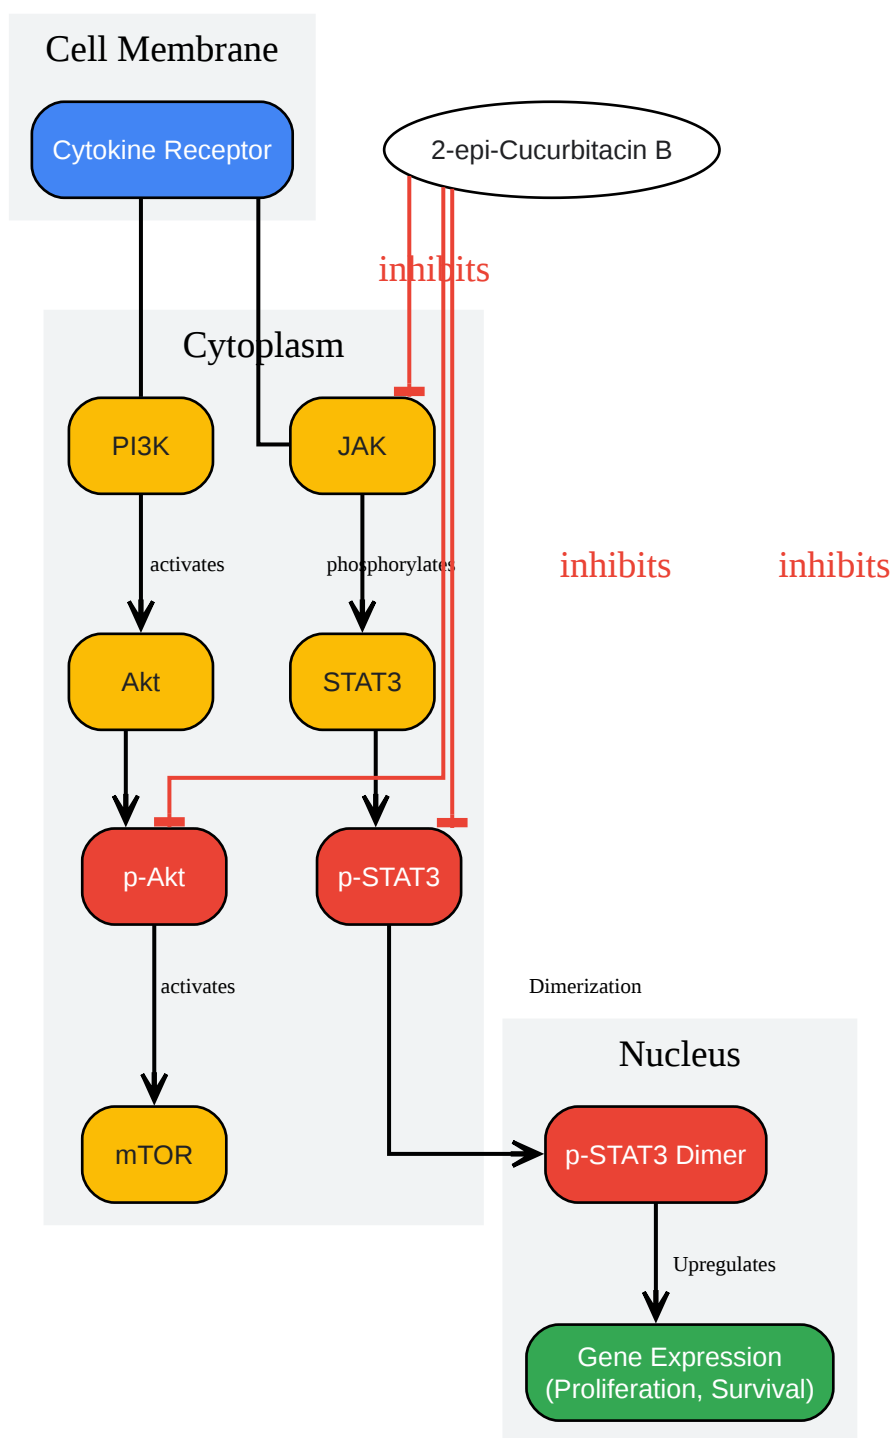 Cell Membrane
Cytokine Receptor
2-epi-Cucurbitacin B
inhibits
Cytoplasm
PI3K
JAK
activates
phosphorylates
inhibits
inhibits
Akt
STAT3
p-Akt
p-STAT3
activates
Dimerization
Nucleus
mTOR
p-STAT3 Dimer
Upregulates
Gene Expression
(Proliferation, Survival)